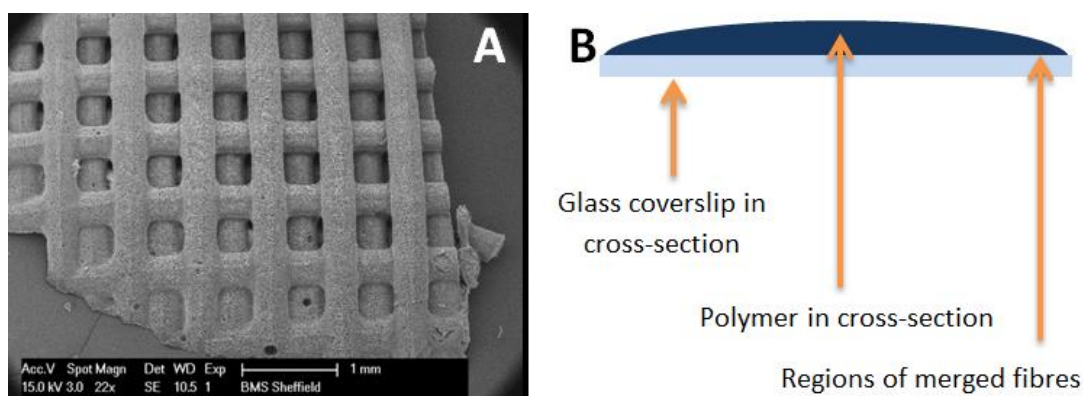 A
Acc.V Spot Magn Det WD Exp 1 mm
15.0 kV 3.0 22x SE 10.5 1 BMS Sheffield
B
Glass coverslip in
cross-section
Polymer in cross-section
Regions of merged fibres